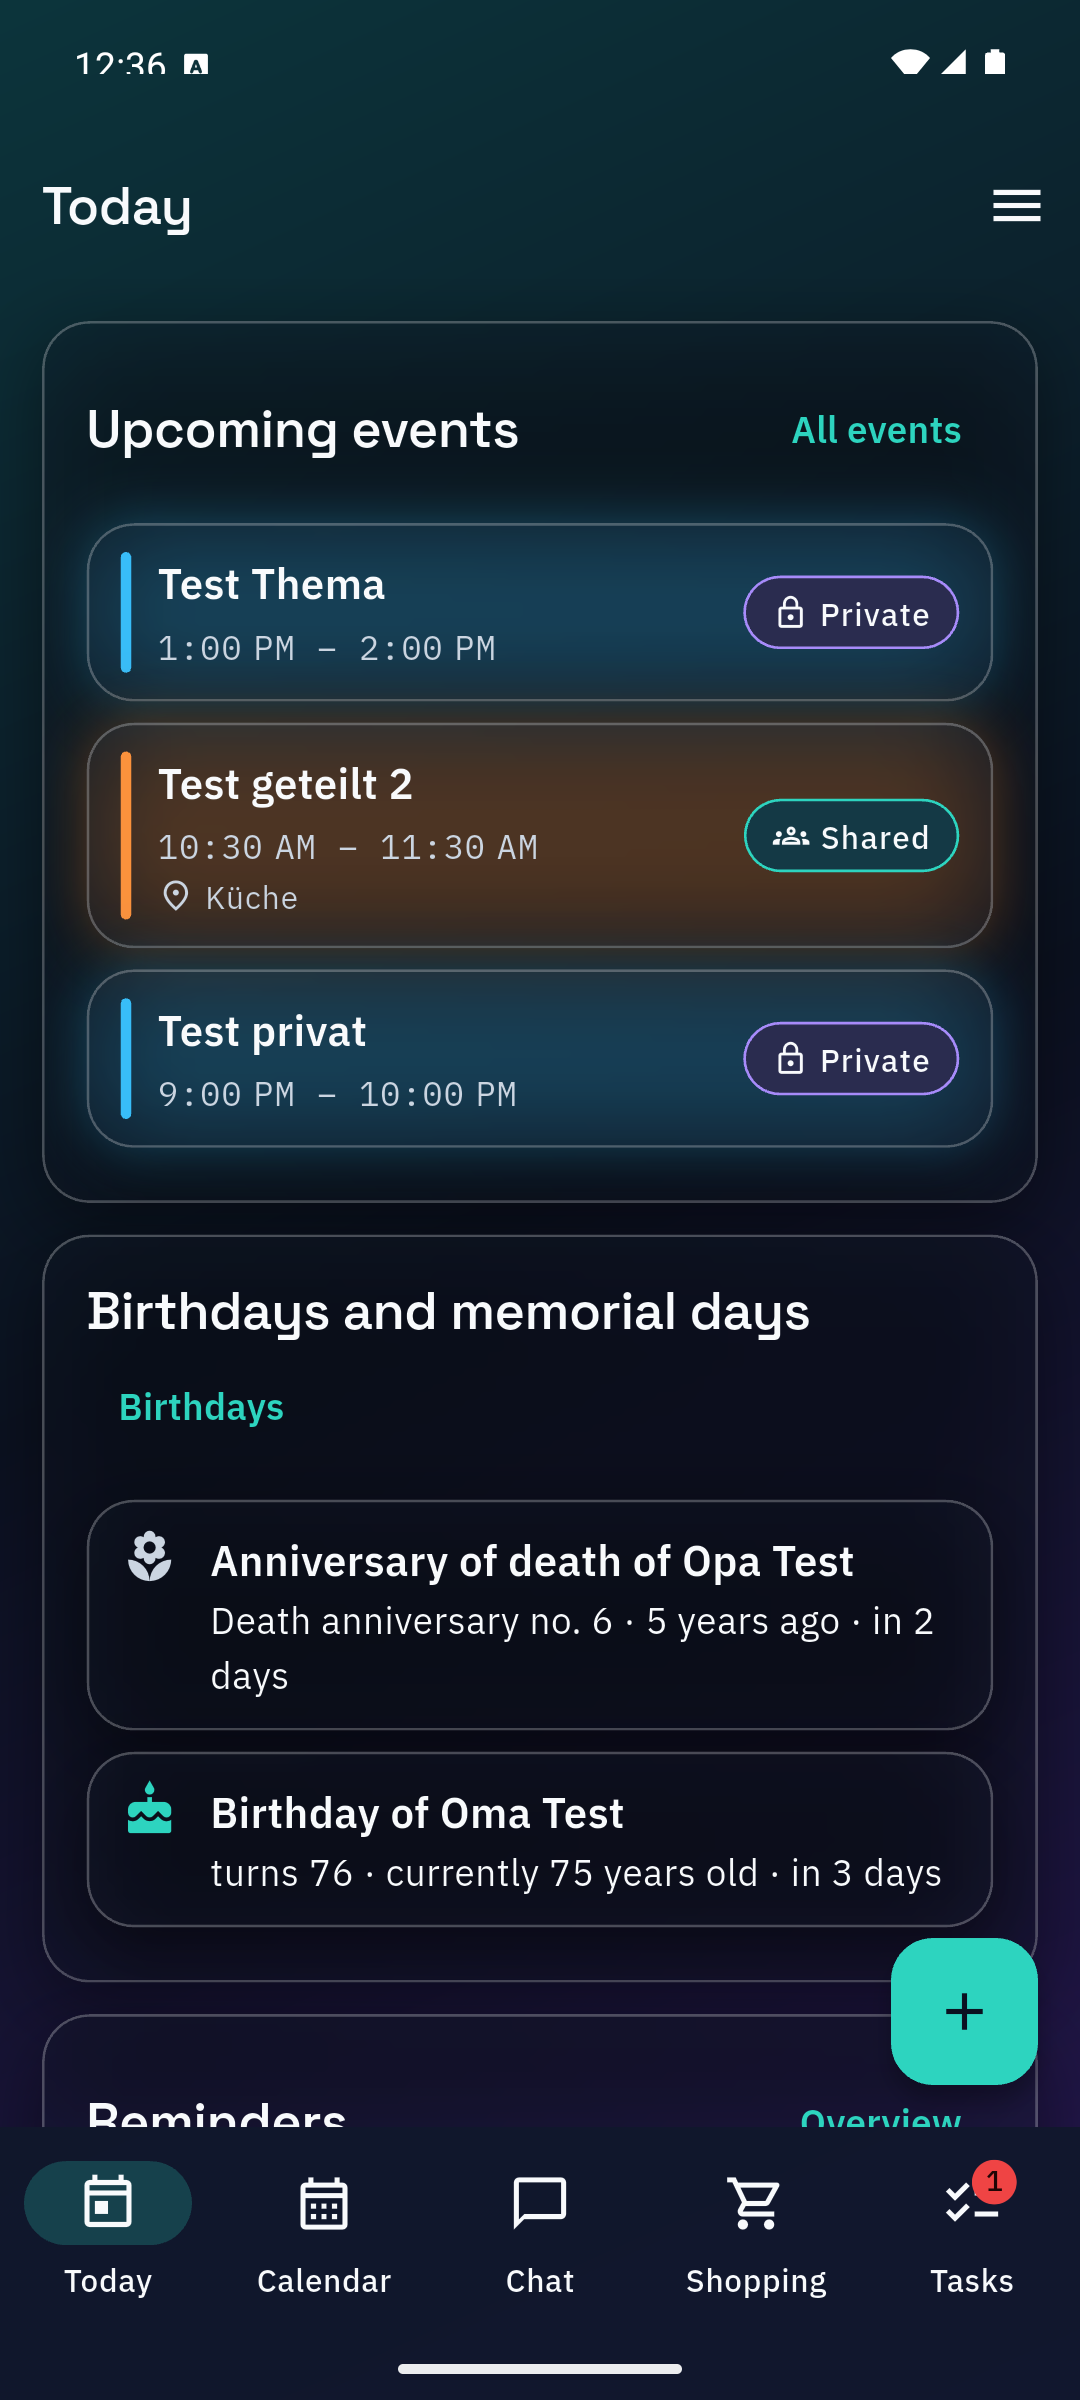 12:36
Today
Upcoming events
All events
Test Thema
1:00 PM – 2:00 PM
Private
Test geteilt 2
10:30 AM – 11:30 AM
Küche
Shared
Test privat
9:00 PM – 10:00 PM
Private
Birthdays and memorial days
Birthdays
Anniversary of death of Opa Test
Death anniversary no. 6 · 5 years ago · in 2
days
Birthday of Oma Test
turns 76 · currently 75 years old · in 3 days
Reminders
Overview
1
Today
Calendar
Chat
Shopping
Tasks